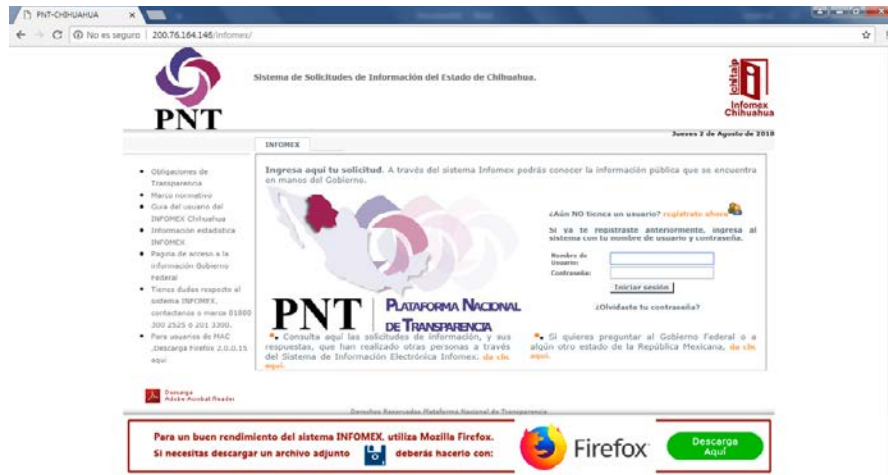 PNT-CHIHUAHUA
No es seguro | 200.76.164.146/infomex/
Sistema de Solicitudes de Información del Estado de Chihuahua.
PNT
ichitaip
Infomex
Chihuahua
Jueves 2 de Agosto de 2018
INFOMEX
Obligaciones de
Transparencia
Marco normativo
Guia del usuario del
INFOMEX Chihuahua
Información estadística
INFOMEX
Pagina de acceso a la
información Gobierno
Federal
Tienes dudas respecto al
sistema INFOMEX,
contactanos o marca 01800
300 2525 o 201 3300.
Para usuarios de MAC
,Descarga Firefox 2.0.0.15
aqui
Ingresa aquí tu solicitud. A través del sistema Infomex podrás conocer la información pública que se encuentra
en manos del Gobierno.
¿Aún NO tienes un usuario? regístrate ahora
Si ya te registraste anteriormente, ingresa al
sistema con tu nombre de usuario y contraseña.
Nombre de
Usuario:
Contraseña:
Iniciar sesión
¿Olvidaste tu contraseña?
PNT
PLATAFORMA NACIONAL
DE TRANSPARENCIA
Consulta aquí las solicitudes de información, y sus
respuestas, que han realizado otras personas a través
del Sistema de Información Electrónica Infomex. da clic
aquí.
Si quieres preguntar al Gobierno Federal o a
algún otro estado de la República Mexicana, da clic
aquí.
Descarga
Adobe Acrobat Reader
Derechos Reservados Plataforma Nacional de Transparencia
Para un buen rendimiento del sistema INFOMEX, utiliza Mozilla Firefox.
Si necesitas descargar un archivo adjunto deberás hacerlo con:
Firefox
Descarga
Aquí